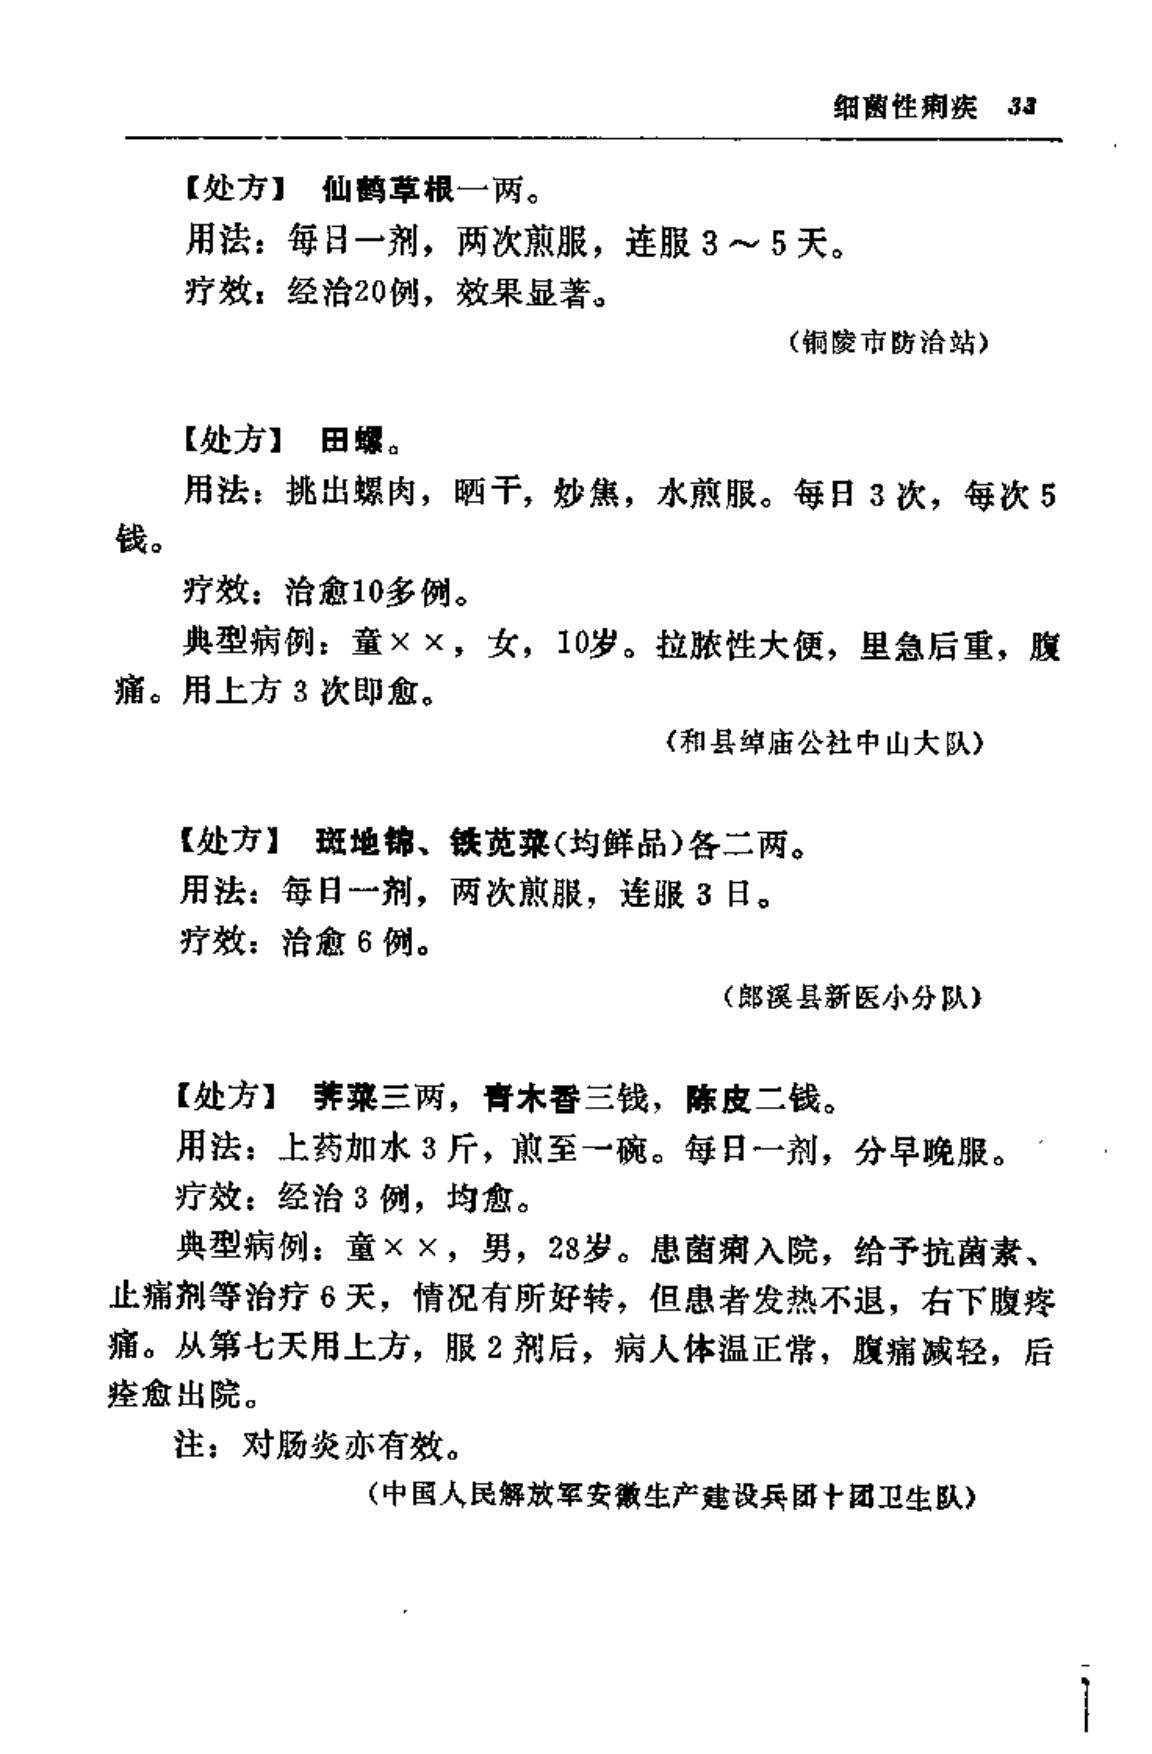 细菌性痢疾 33
【处方】 仙鹤草根一两。
用法：每日一剂，两次煎服，连服3～5天。
疗效：经治20例，效果显著。
（铜陵市防治站）
【处方】 田螺。
用法：挑出螺肉，晒干，炒焦，水煎服。每日3次，每次5
钱。
疗效：治愈10多例。
典型病例：童××，女，10岁。拉脓性大便，里急后重，腹
痛。用上方3次即愈。
（和县绰庙公社中山大队）
【处方】 斑地锦、铁苋菜（均鲜品）各二两。
用法：每日一剂，两次煎服，连服3日。
疗效：治愈6例。
（郎溪县新医小分队）
【处方】 荠菜三两，青木香三钱，陈皮二钱。
用法：上药加水3斤，煎至一碗。每日一剂，分早晚服。
疗效：经治3例，均愈。
典型病例：童××，男，28岁。患菌痢入院，给予抗菌素、
止痛剂等治疗6天，情况有所好转，但患者发热不退，右下腹疼
痛。从第七天用上方，服2剂后，病人体温正常，腹痛减轻，后
痊愈出院。
注：对肠炎亦有效。
（中国人民解放军安徽生产建设兵团十团卫生队）